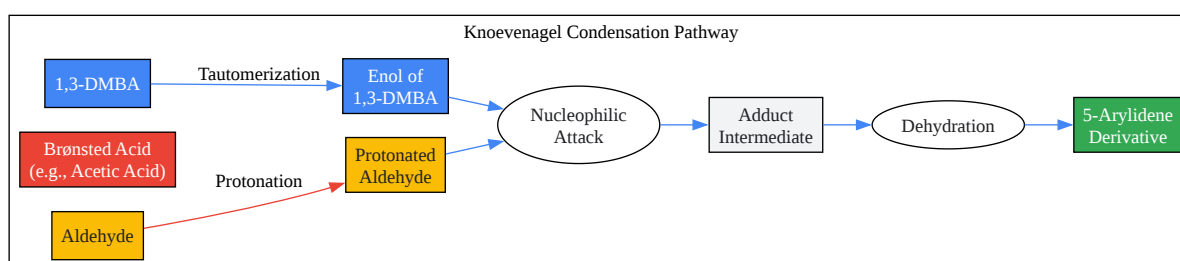 Knoevenagel Condensation Pathway
1,3-DMBA
Tautomerization
Enol of
1,3-DMBA
Nucleophilic
Attack
Adduct
Intermediate
Dehydration
5-Arylidene
Derivative
Brønsted Acid
(e.g., Acetic Acid)
Protonation
Protonated
Aldehyde
Aldehyde